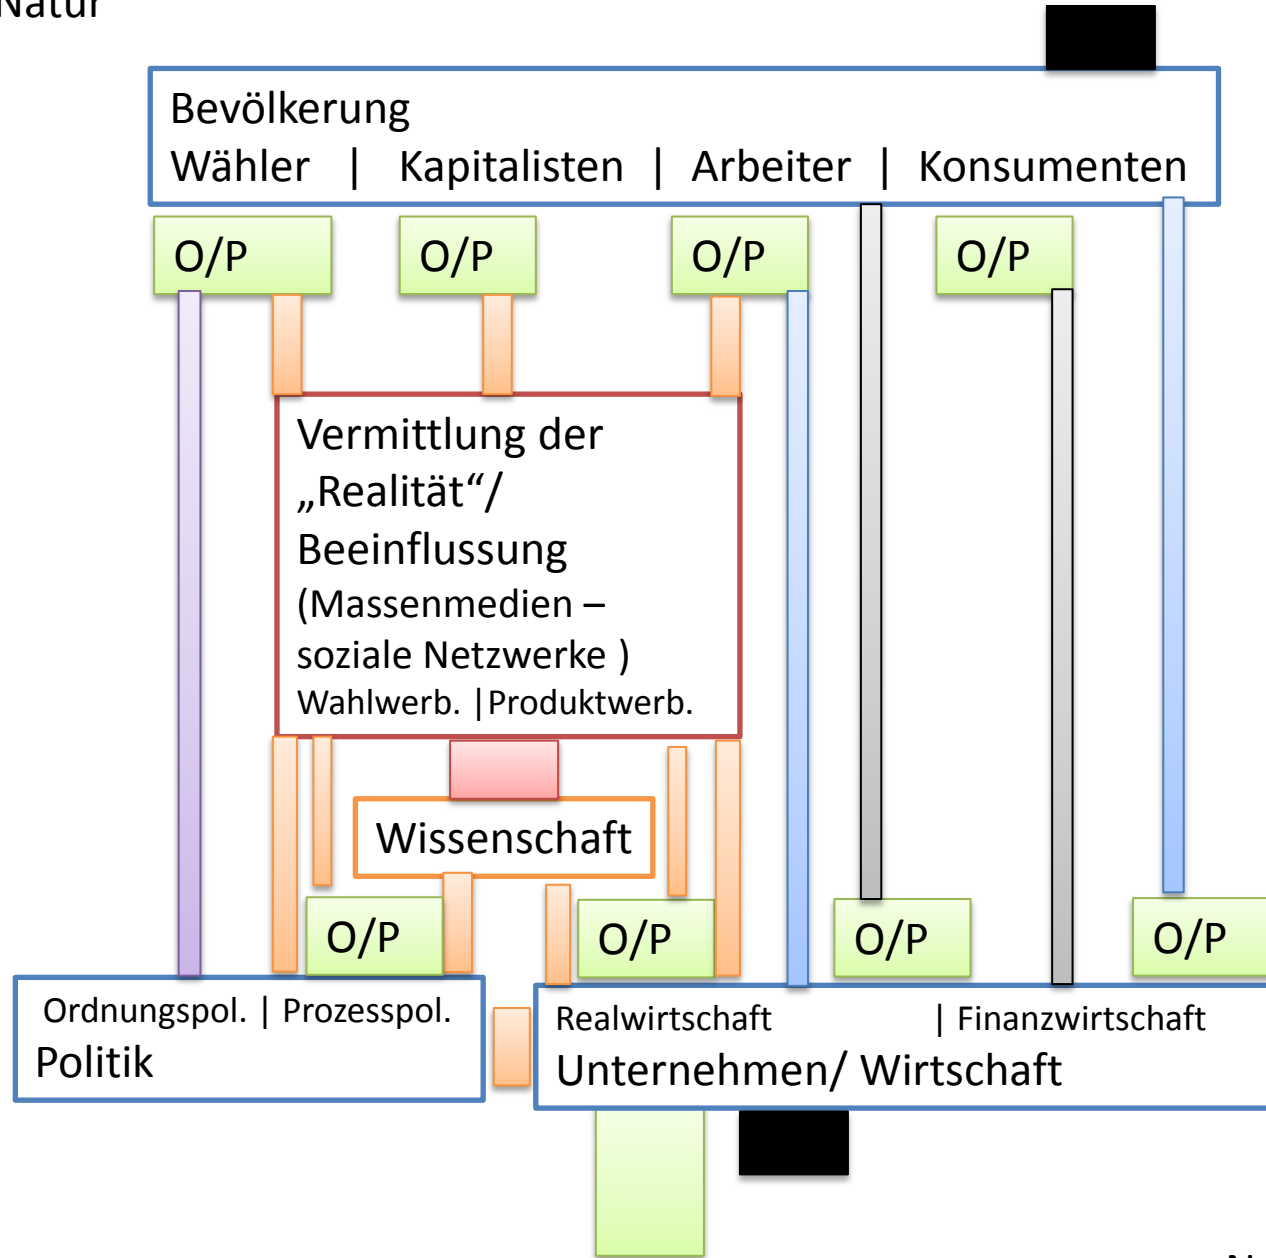 Natur
Bevölkerung
Wähler | Kapitalisten | Arbeiter | Konsumenten
O/P O/P O/P O/P
Vermittlung der
„Realität“/
Beeinflussung
(Massenmedien –
soziale Netzwerke )
Wahlwerb. |Produktwerb.
Wissenschaft
O/P O/P O/P O/P
Ordnungspol. | Prozesspol.
Politik
Realwirtschaft | Finanzwirtschaft
Unternehmen/ Wirtschaft